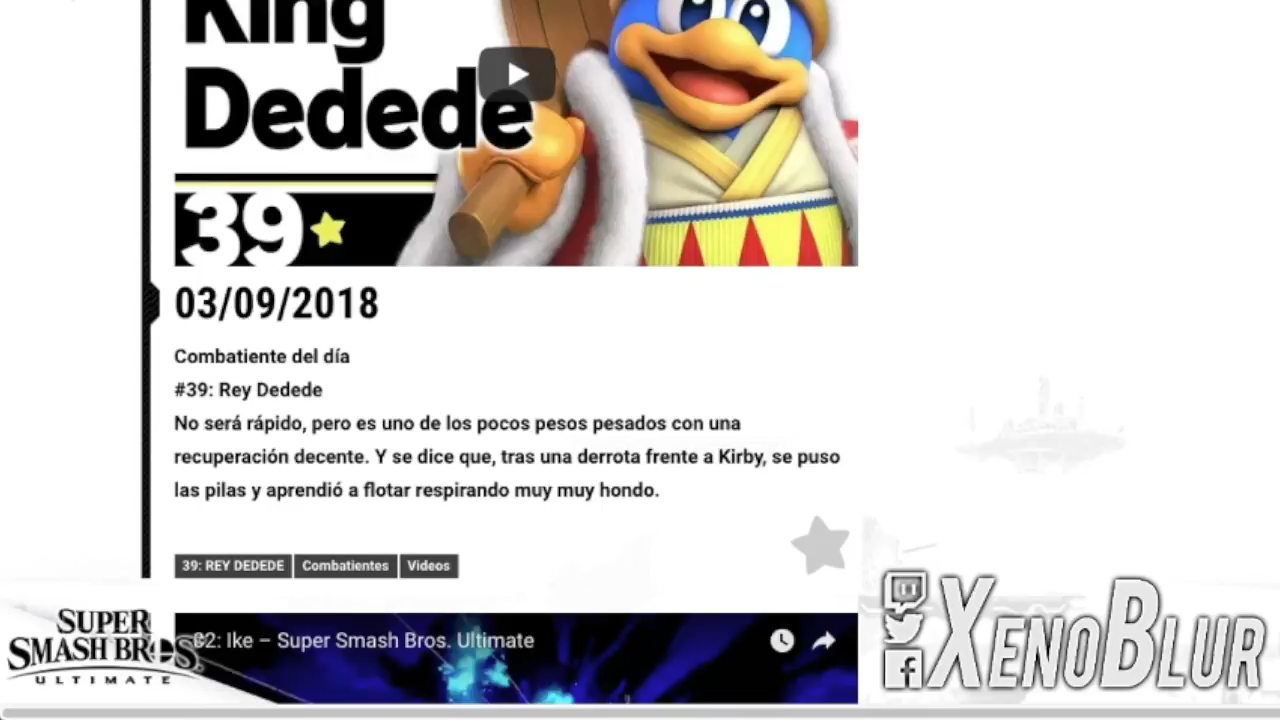 King
Dedede
39
03/09/2018
Combatiente del día
#39: Rey Dedede
No será rápido, pero es uno de los pocos pesos pesados con una
recuperación decente. Y se dice que, tras una derrota frente a Kirby, se puso
las pilas y aprendió a flotar respirando muy muy hondo.
39: REY DEDEDE Combatientes Videos
32: Ike – Super Smash Bros. Ultimate
SUPER
SMASH BROS.
ULTIMATE
XENOBLUR